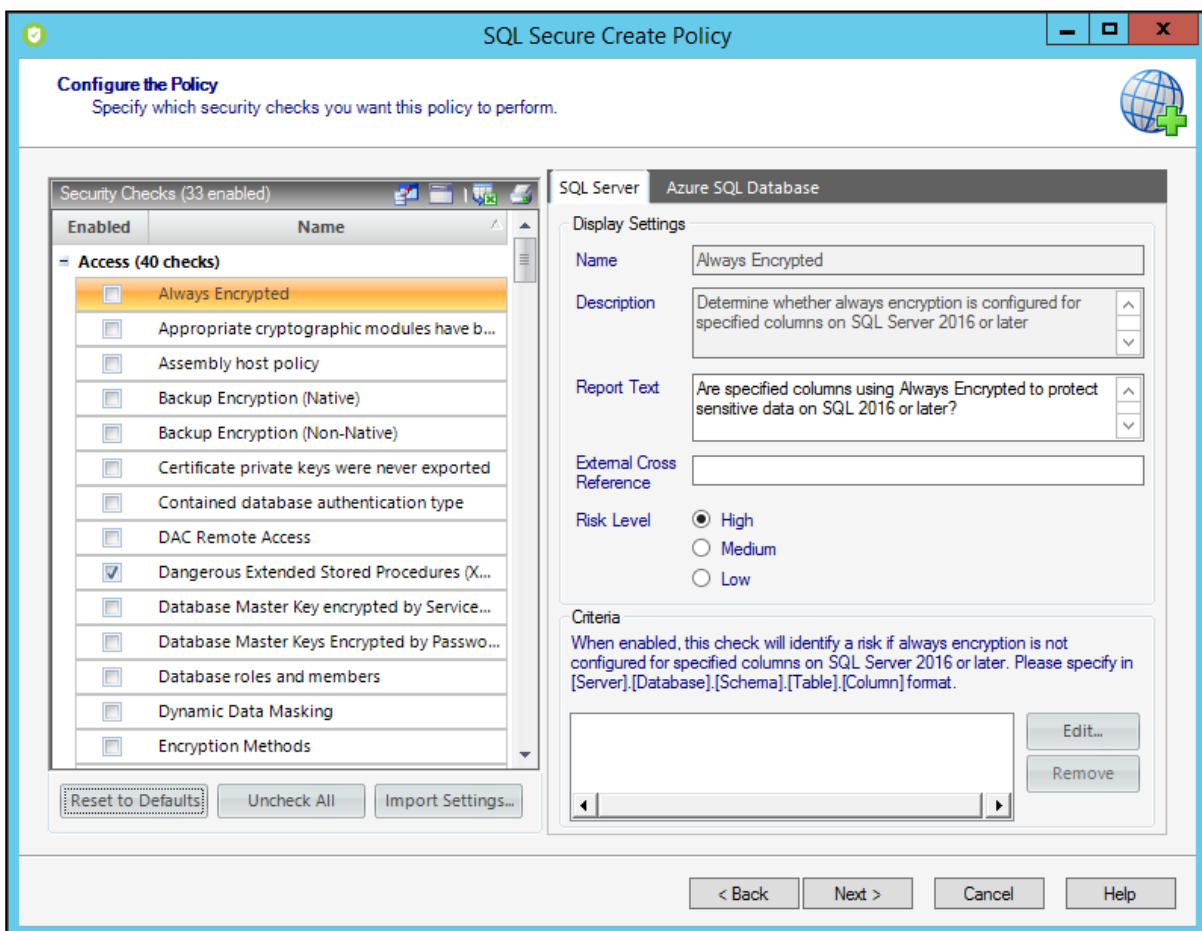 SQL Secure Create Policy
Configure the Policy
Specify which security checks you want this policy to perform.
Security Checks (33 enabled)
Enabled Name
Access (40 checks)
Always Encrypted
Appropriate cryptographic modules have b...
Assembly host policy
Backup Encryption (Native)
Backup Encryption (Non-Native)
Certificate private keys were never exported
Contained database authentication type
DAC Remote Access
Dangerous Extended Stored Procedures (X...
Database Master Key encrypted by Service...
Database Master Keys Encrypted by Passwo...
Database roles and members
Dynamic Data Masking
Encryption Methods
Reset to Defaults Uncheck All Import Settings...
SQL Server Azure SQL Database
Display Settings
Name Always Encrypted
Description Determine whether always encryption is configured for
specified columns on SQL Server 2016 or later
Report Text Are specified columns using Always Encrypted to protect
sensitive data on SQL 2016 or later?
External Cross
Reference
Risk Level High
Medium
Low
Criteria
When enabled, this check will identify a risk if always encryption is not
configured for specified columns on SQL Server 2016 or later. Please specify in
[Server].[Database].[Schema].[Table].[Column] format.
Edit...
Remove
< Back Next > Cancel Help